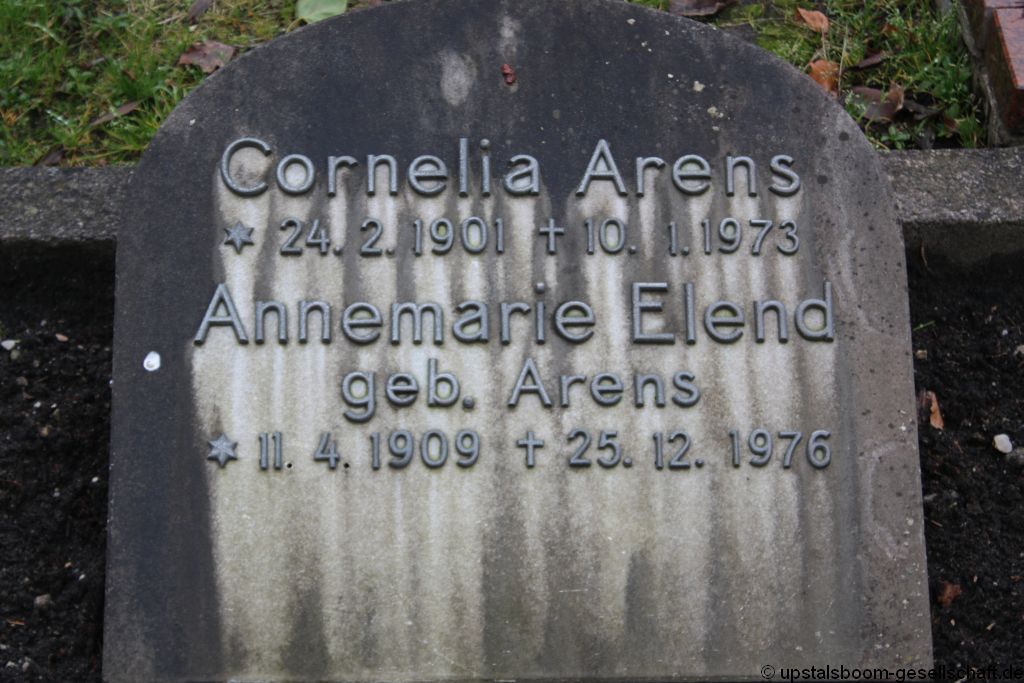 Cornelia Arens
* 24. 2. 1901 † 10. 1. 1973
Annemarie Elend
geb. Arens
* 11. 4. 1909 † 25. 12. 1976
© upstalsboom-gesellschaft.de